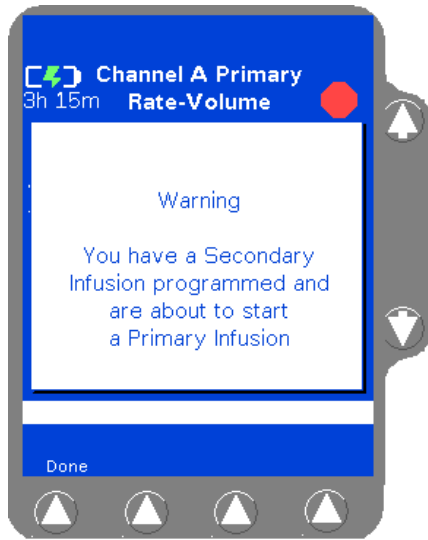 Channel A Primary
3h 15m Rate-Volume
Warning
You have a Secondary
Infusion programmed and
are about to start
a Primary Infusion
Done